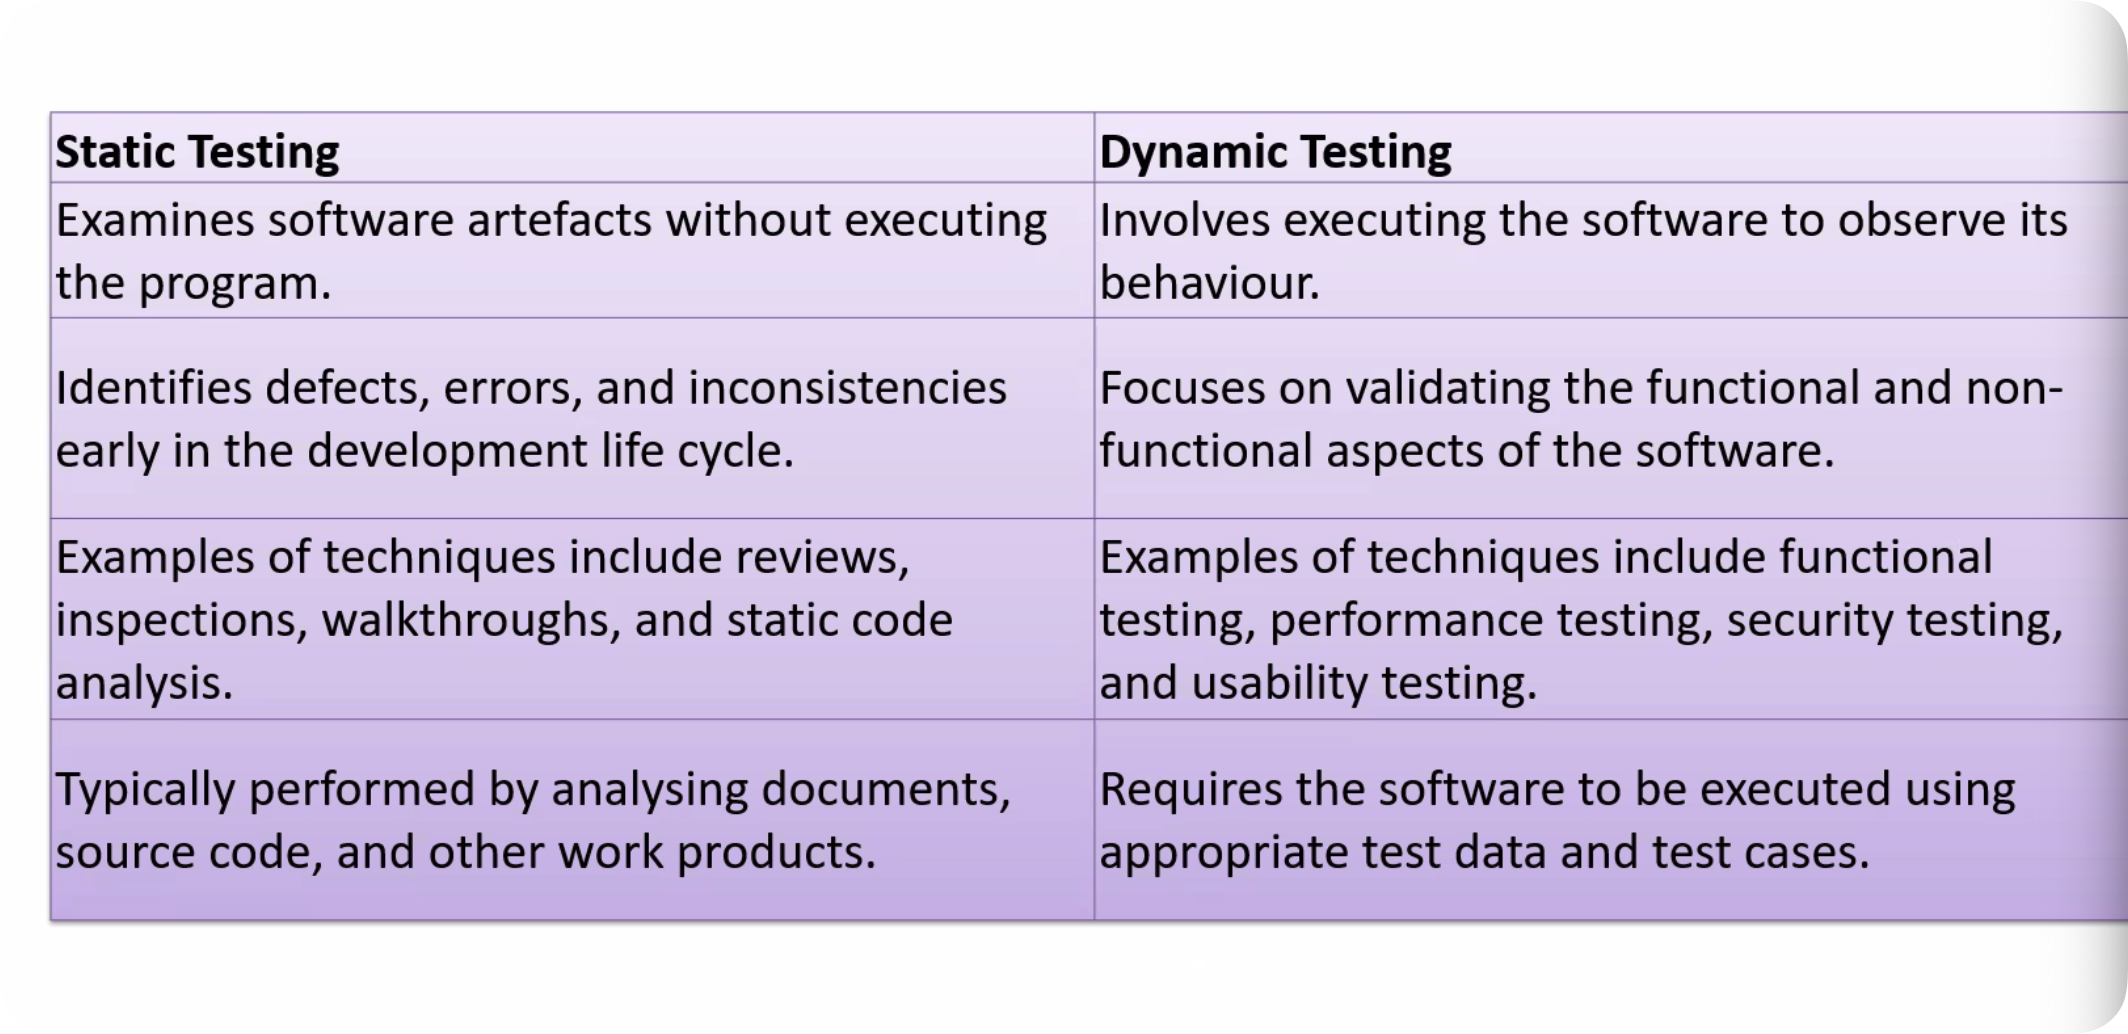 Static Testing
Dynamic Testing
Examines software artefacts without executing
the program.
Involves executing the software to observe its
behaviour.
Identifies defects, errors, and inconsistencies
early in the development life cycle.
Focuses on validating the functional and non-
functional aspects of the software.
Examples of techniques include reviews,
inspections, walkthroughs, and static code
analysis.
Examples of techniques include functional
testing, performance testing, security testing,
and usability testing.
Typically performed by analysing documents,
source code, and other work products.
Requires the software to be executed using
appropriate test data and test cases.